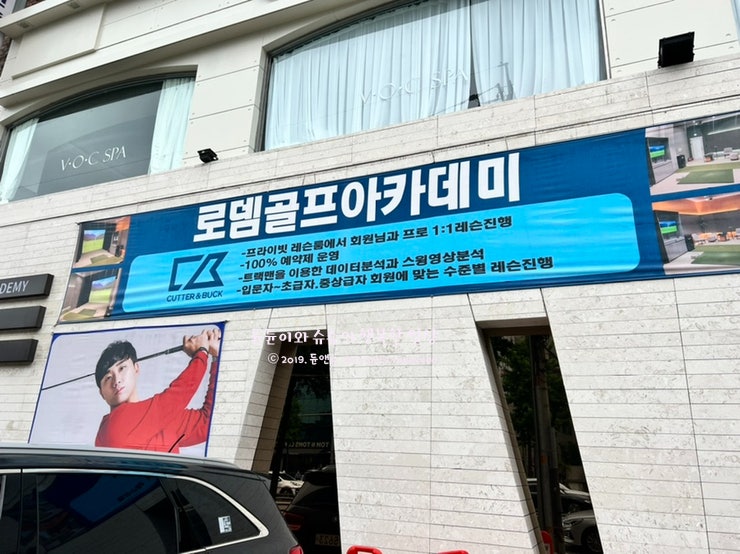 V·O·C SPA
V·O·C SPA
로뎀골프아카데미
-프라이빗 레슨룸에서 회원님과 프로 1:1레슨진행
-100% 예약제 운영
-트랙맨을 이용한 데이터분석과 스윙영상분석
-입문자~초급자,중상급자 회원에 맞는 수준별 레슨진행
CUTTER & BUCK
DEMY
ⓒ 2019.